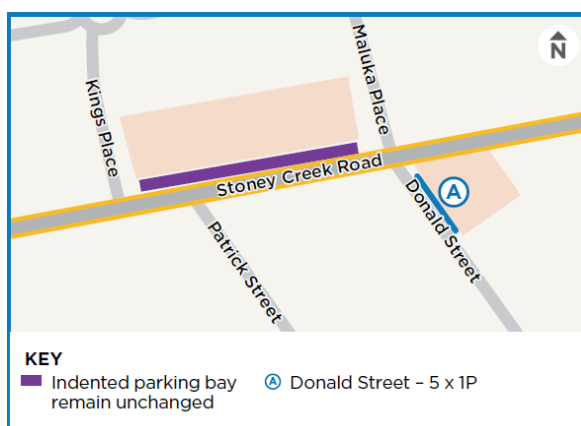 N
Kings Place
Maluka Place
Stoney Creek Road
A
Donald Street
Patrick Street
KEY
Indented parking bay
remain unchanged
A Donald Street – 5 x 1P